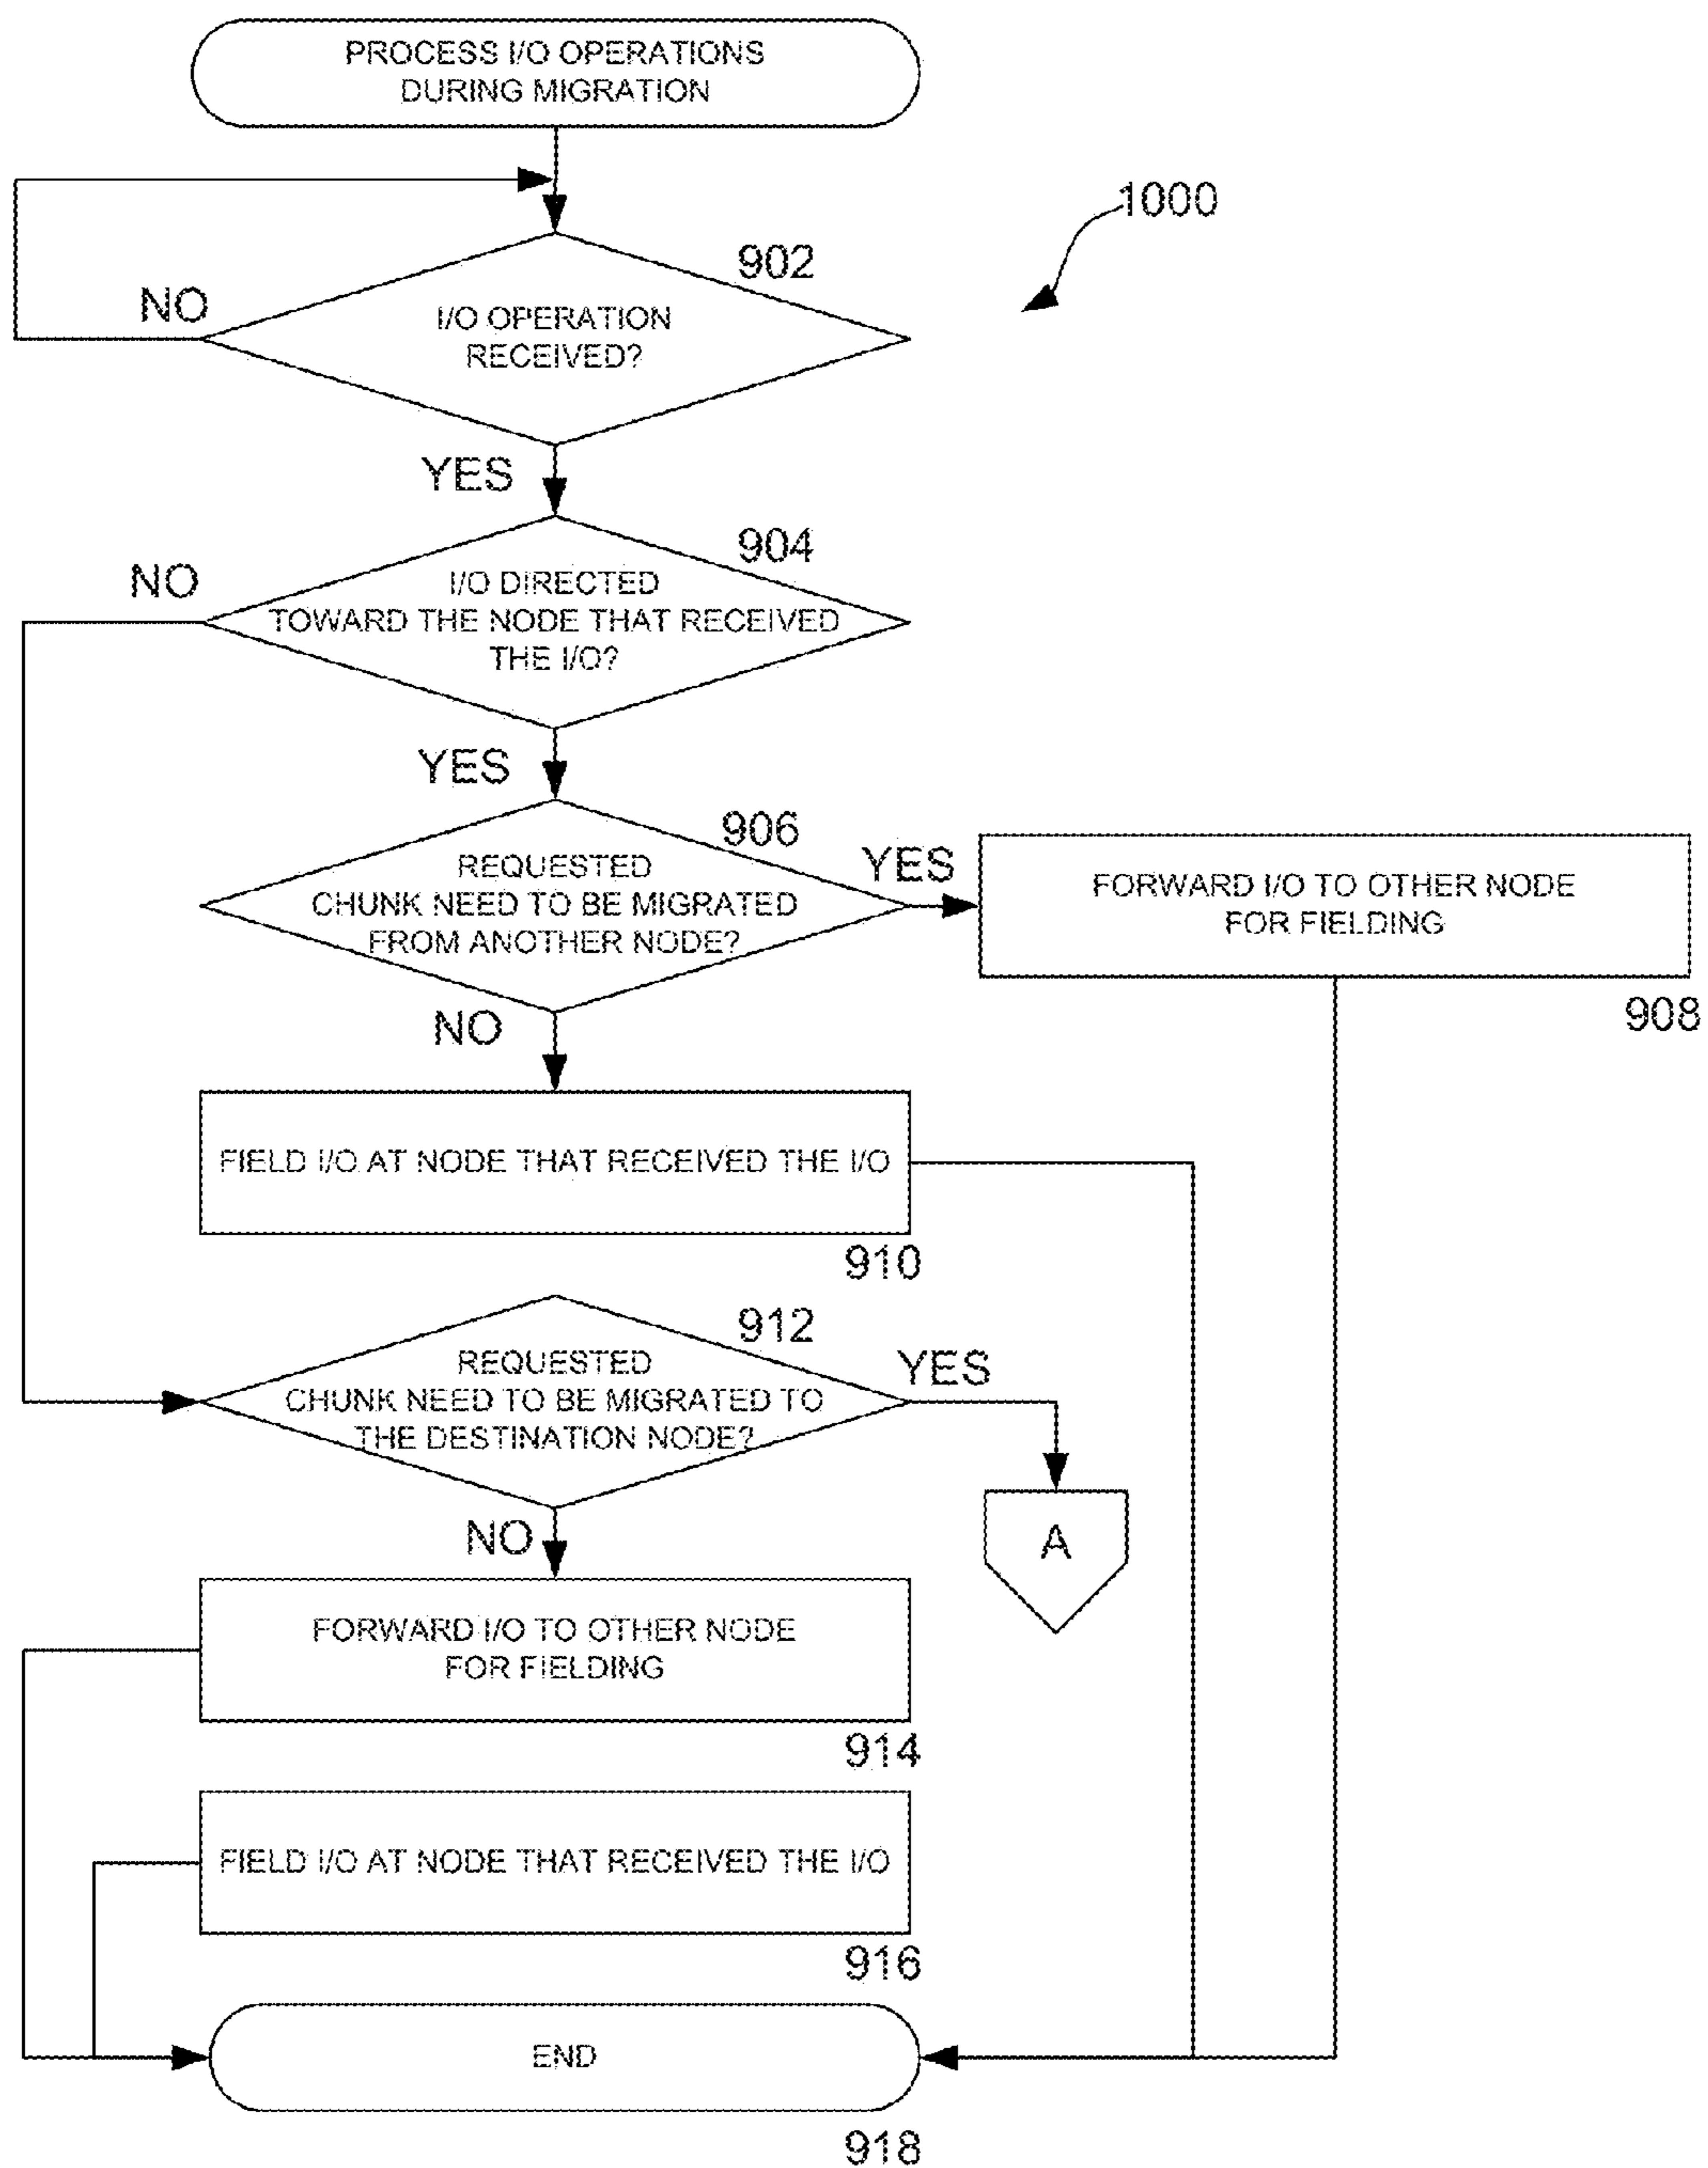 PROCESS I/O OPERATIONS
DURING MIGRATION
1000
902
NO
I/O OPERATION
RECEIVED?
YES
904
NO
I/O DIRECTED
TOWARD THE NODE THAT RECEIVED
THE I/O?
YES
906
YES
REQUESTED
CHUNK NEED TO BE MIGRATED
FROM ANOTHER NODE?
FORWARD I/O TO OTHER NODE
FOR FIELDING
908
NO
FIELD I/O AT NODE THAT RECEIVED THE I/O
910
912
YES
REQUESTED
CHUNK NEED TO BE MIGRATED TO
THE DESTINATION NODE?
A
NO
FORWARD I/O TO OTHER NODE
FOR FIELDING
914
FIELD I/O AT NODE THAT RECEIVED THE I/O
916
END
918